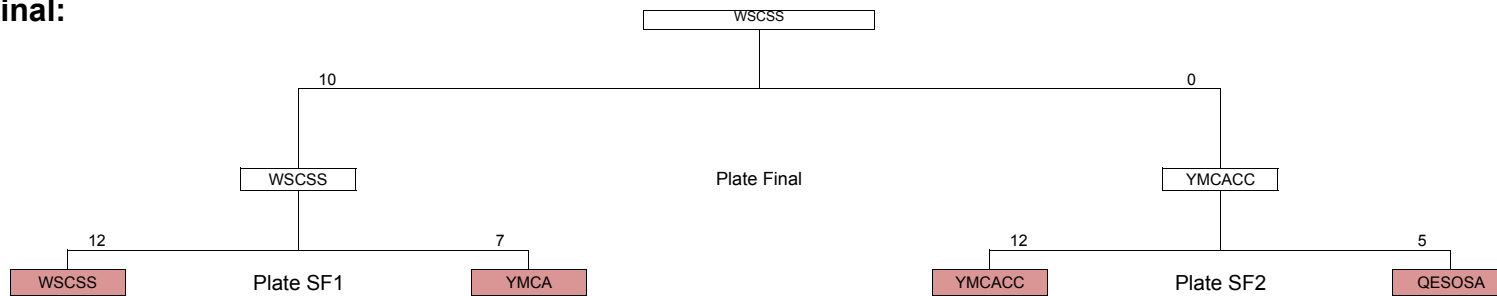 inal:
WSCSS
10 0
WSCSS Plate Final YMCACC
12 7 12 5
WSCSS Plate SF1 YMCA YMCACC Plate SF2 QESOSA